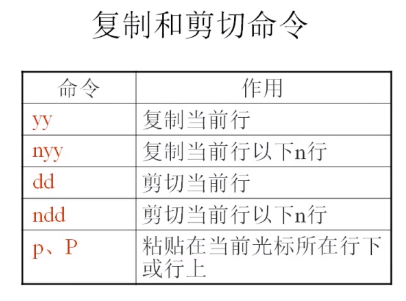 复制和剪切命令
命令 作用
yy 复制当前行
nyy 复制当前行以下n行
dd 剪切当前行
ndd 剪切当前行以下n行
p、P 粘贴在当前光标所在行下
或行上